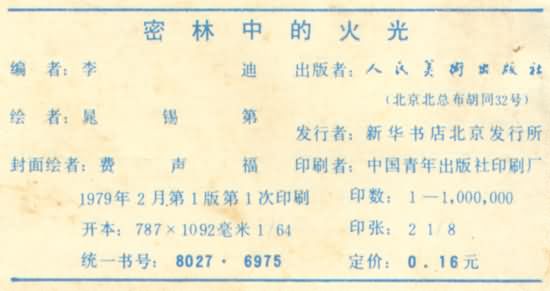 密林中的火光
编者：李迪 出版者：人民美術出版社
（北京北总布胡同32号）
绘者：晁锡第
发行者：新华书店北京发行所
封面绘者：费声福 印刷者：中国青年出版社印刷厂
1979年2月第1版第1次印刷 印数：1—1,000,000
开本：787×1092毫米1/64 印张：2 1/8
统一书号：8027·6975 定价：0.16元